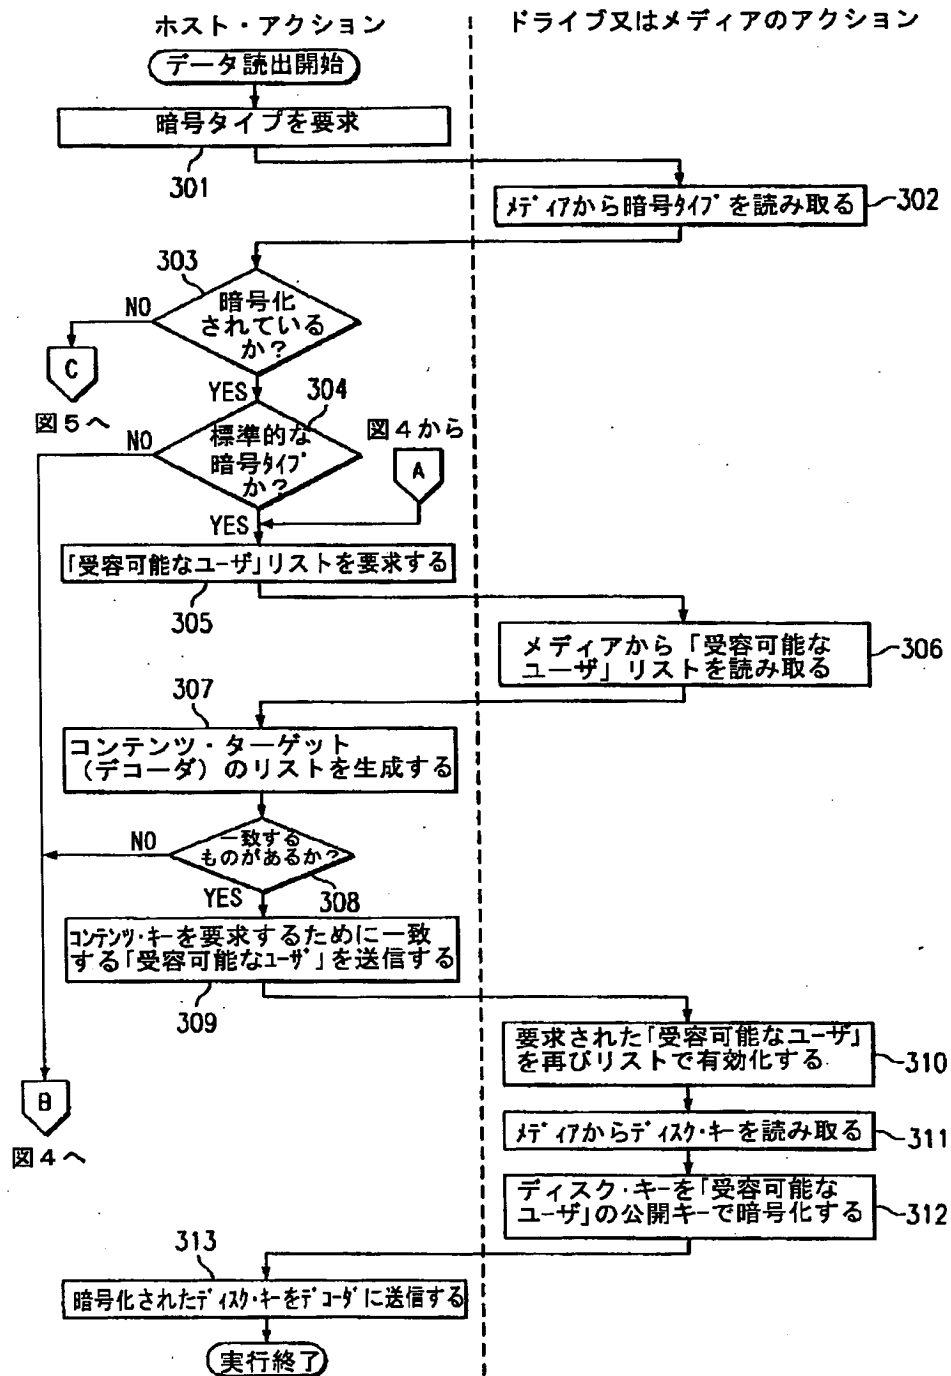 ホスト・アクション
ドライブ又はメディアのアクション
データ読出開始
暗号タイプを要求
301
メディアから暗号タイプを読み取る
302
303
暗号化
されている
か?
NO
C
図5へ
YES
304
標準的な
暗号タイプ
か?
NO
図4から
A
YES
「受容可能なユーザ」リストを要求する
305
メディアから「受容可能な
ユーザ」リストを読み取る
306
307
コンテンツ・ターゲット
(デコーダ)のリストを生成する
一致する
ものがあるか?
NO
YES
308
コンテンツ・キーを要求するために一致
する「受容可能なユーザ」を送信する
309
要求された「受容可能なユーザ」
を再びリストで有効化する
310
B
図4へ
メディアからディスク・キーを読み取る
311
ディスク・キーを「受容可能な
ユーザ」の公開キーで暗号化する
312
313
暗号化されたディスク・キーをデコーダに送信する
実行終了